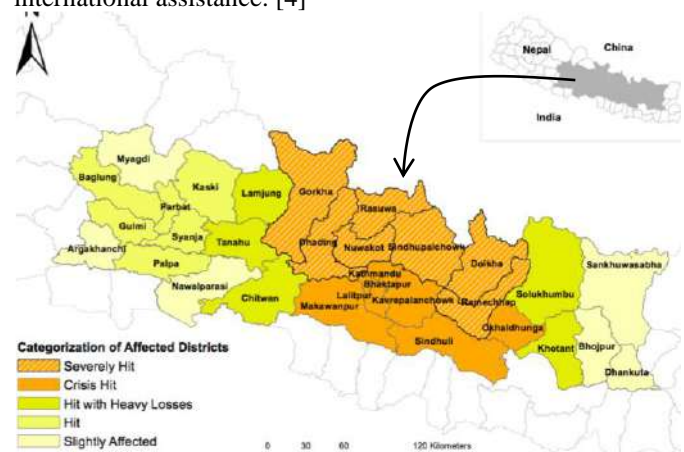 international assistance. [4]
Nepal
China
India
Myagdi
Baglung
Kaski
Lamjung
Gorkha
Rasuwa
Parbat
Gulmi
Syanja
Tanahu
Dhading
Nuwakot
Sindhupalchowk
Dolkha
Argakhanchi
Palpa
Nawalparasi
Chitwan
Kathmandu
Bhaktapur
Lalitpur
Kavrepalanchowk
Makawanpur
Sindhuli
Okhaldhunga
Solukhumbu
Sankhuwasabha
Khotant
Bhojpur
Dhankuta
Categorization of Affected Districts
Severely Hit
Crisis Hit
Hit with Heavy Losses
Hit
Slightly Affected
0 30 60 120 Kilometers